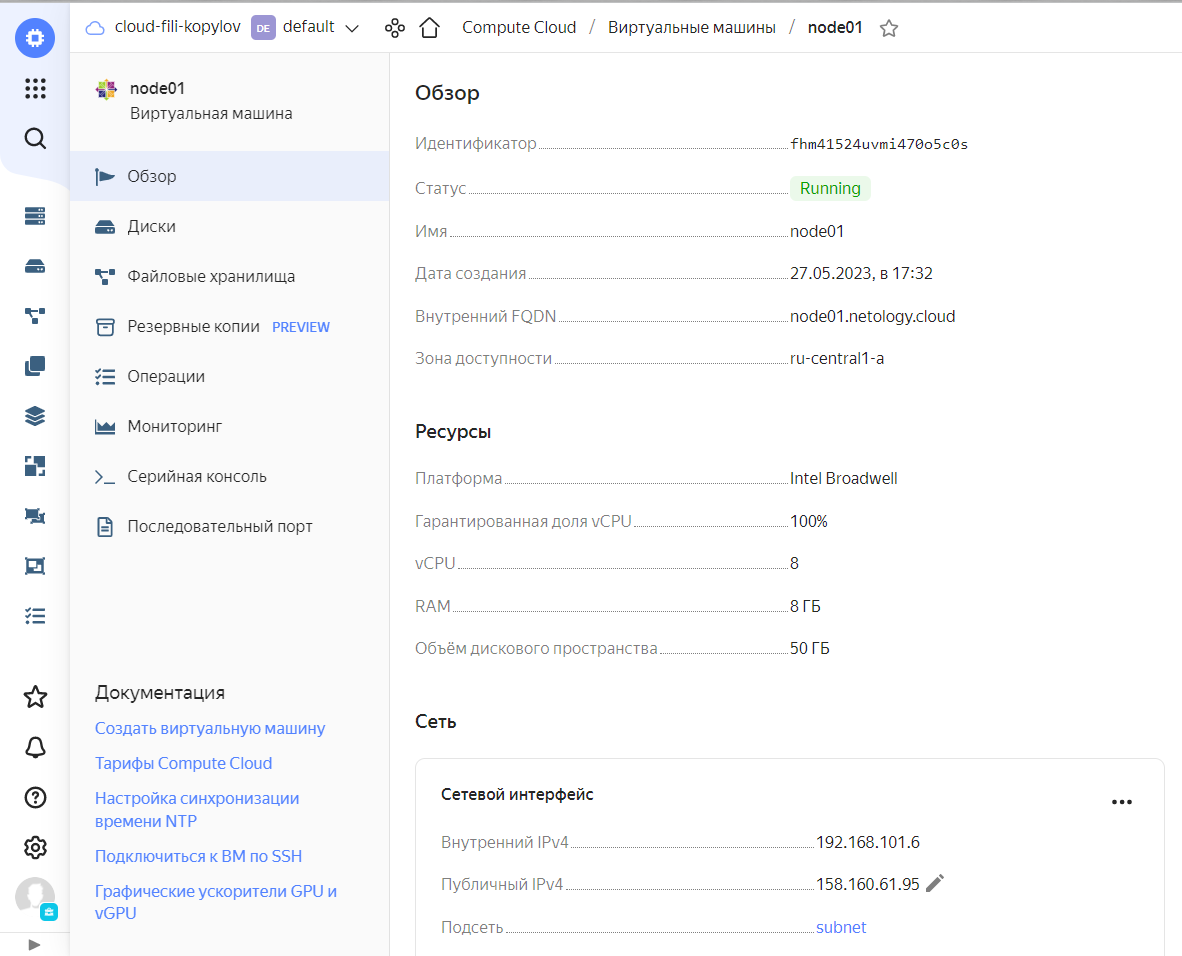 cloud-fili-kopylov DE default Compute Cloud / Виртуальные машины / node01
node01
Виртуальная машина
Обзор
Диски
Файловые хранилища
Резервные копии PREVIEW
Операции
Мониторинг
Серийная консоль
Последовательный порт
Документация
Создать виртуальную машину
Тарифы Compute Cloud
Настройка синхронизации
времени NTP
Подключиться к ВМ по SSH
Графические ускорители GPU и
vGPU
Обзор
Идентификатор fhm41524uvmi470o5c0s
Статус Running
Имя node01
Дата создания 27.05.2023, в 17:32
Внутренний FQDN node01.netology.cloud
Зона доступности ru-central1-a
Ресурсы
Платформа Intel Broadwell
Гарантированная доля vCPU 100%
vCPU 8
RAM 8 ГБ
Объём дискового пространства 50 ГБ
Сеть
Сетевой интерфейс
Внутренний IPv4 192.168.101.6
Публичный IPv4 158.160.61.95
Подсеть subnet